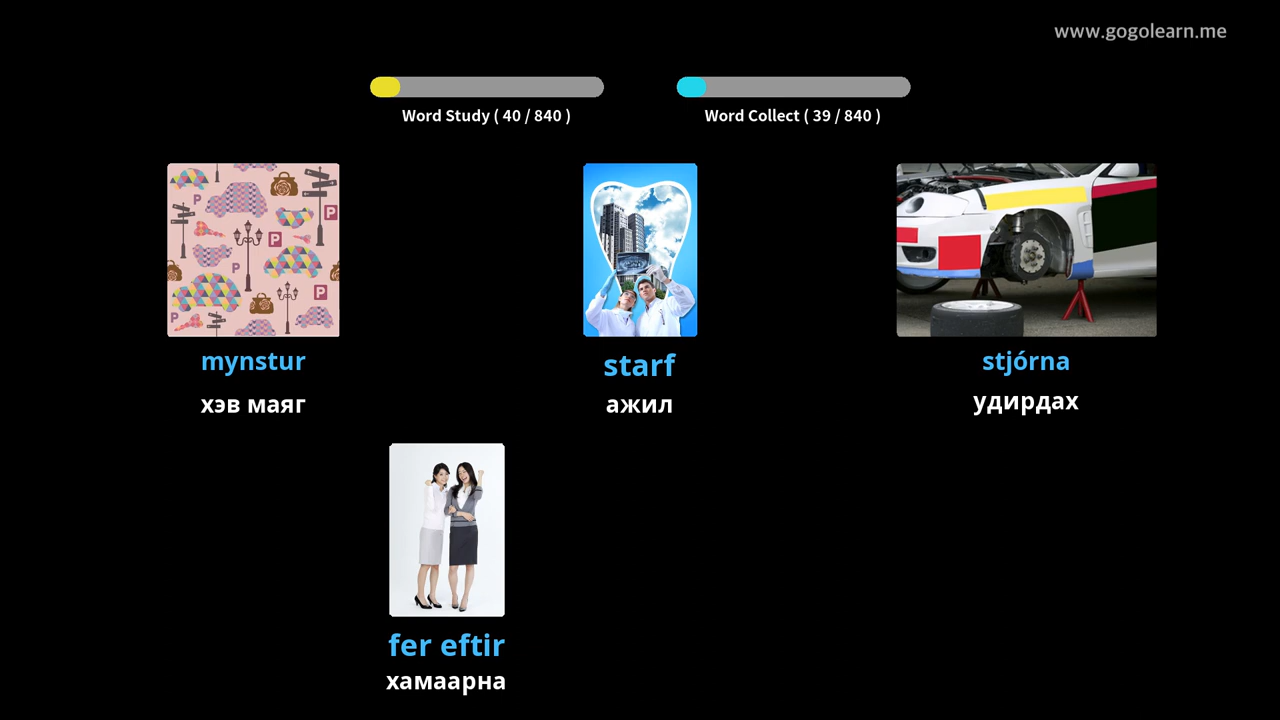 www.gogolearn.me
Word Study ( 40 / 840 )
Word Collect ( 39 / 840 )
P
P
P
P
P
P
mynstur
starf
stjórna
хэв маяг
ажил
удирдах
fer eftir
хамаарна